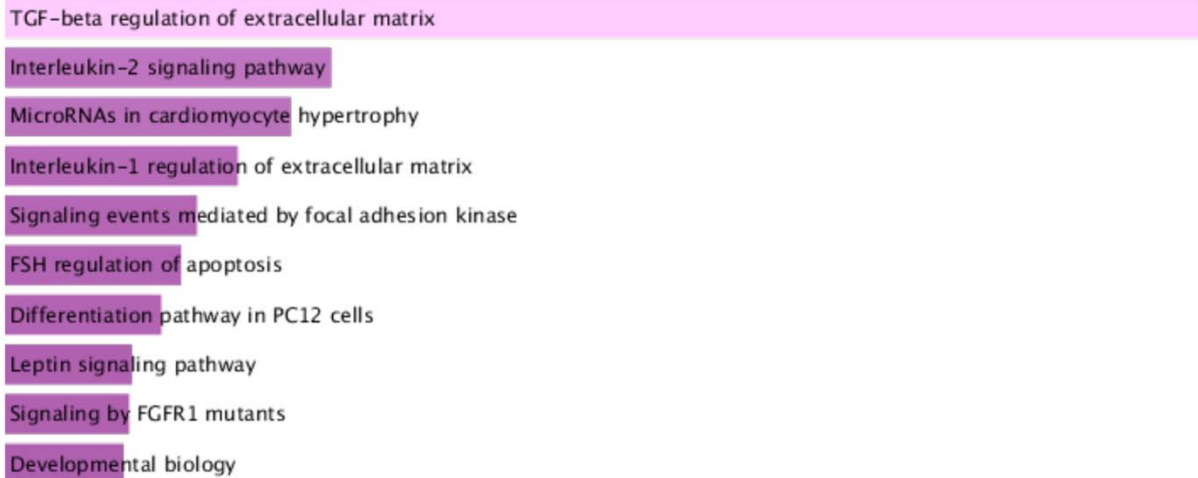 TGF-beta regulation of extracellular matrix
Interleukin-2 signaling pathway
MicroRNAs in cardiomyocyte hypertrophy
Interleukin-1 regulation of extracellular matrix
Signaling events mediated by focal adhesion kinase
FSH regulation of apoptosis
Differentiation pathway in PC12 cells
Leptin signaling pathway
Signaling by FGFR1 mutants
Developmental biology